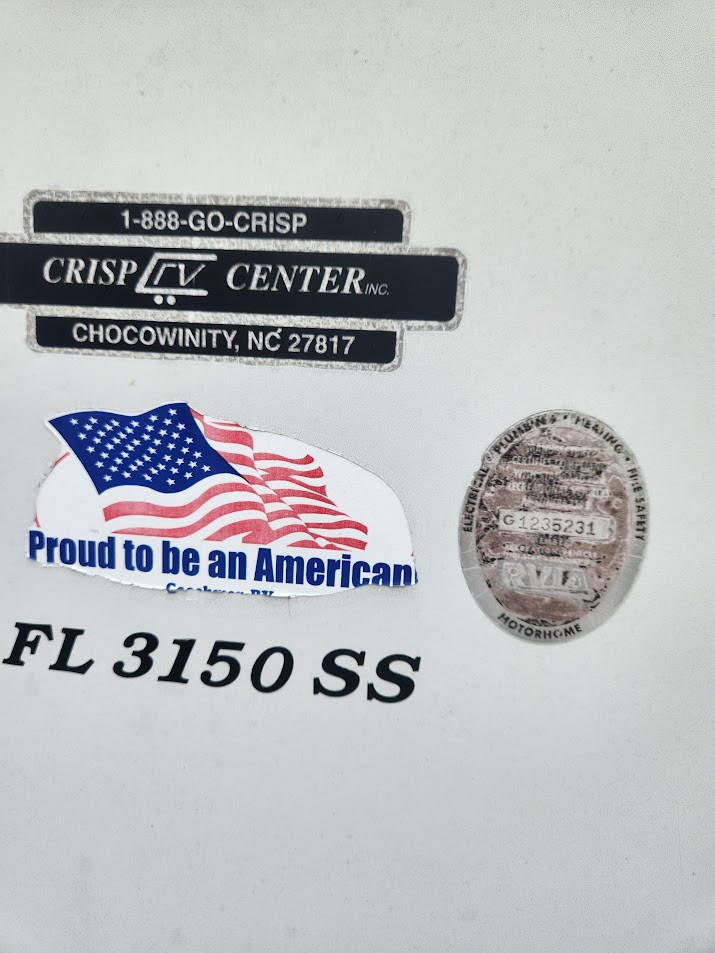 1-888-GO-CRISP
CRISP RV CENTER INC.
CHOCOWINITY, NC 27817
Proud to be an American
FL 3150 SS
ELECTRICAL • PLUMBING • HEATING • FIRE SAFETY
G 1235231
RVIA
MOTORHOME